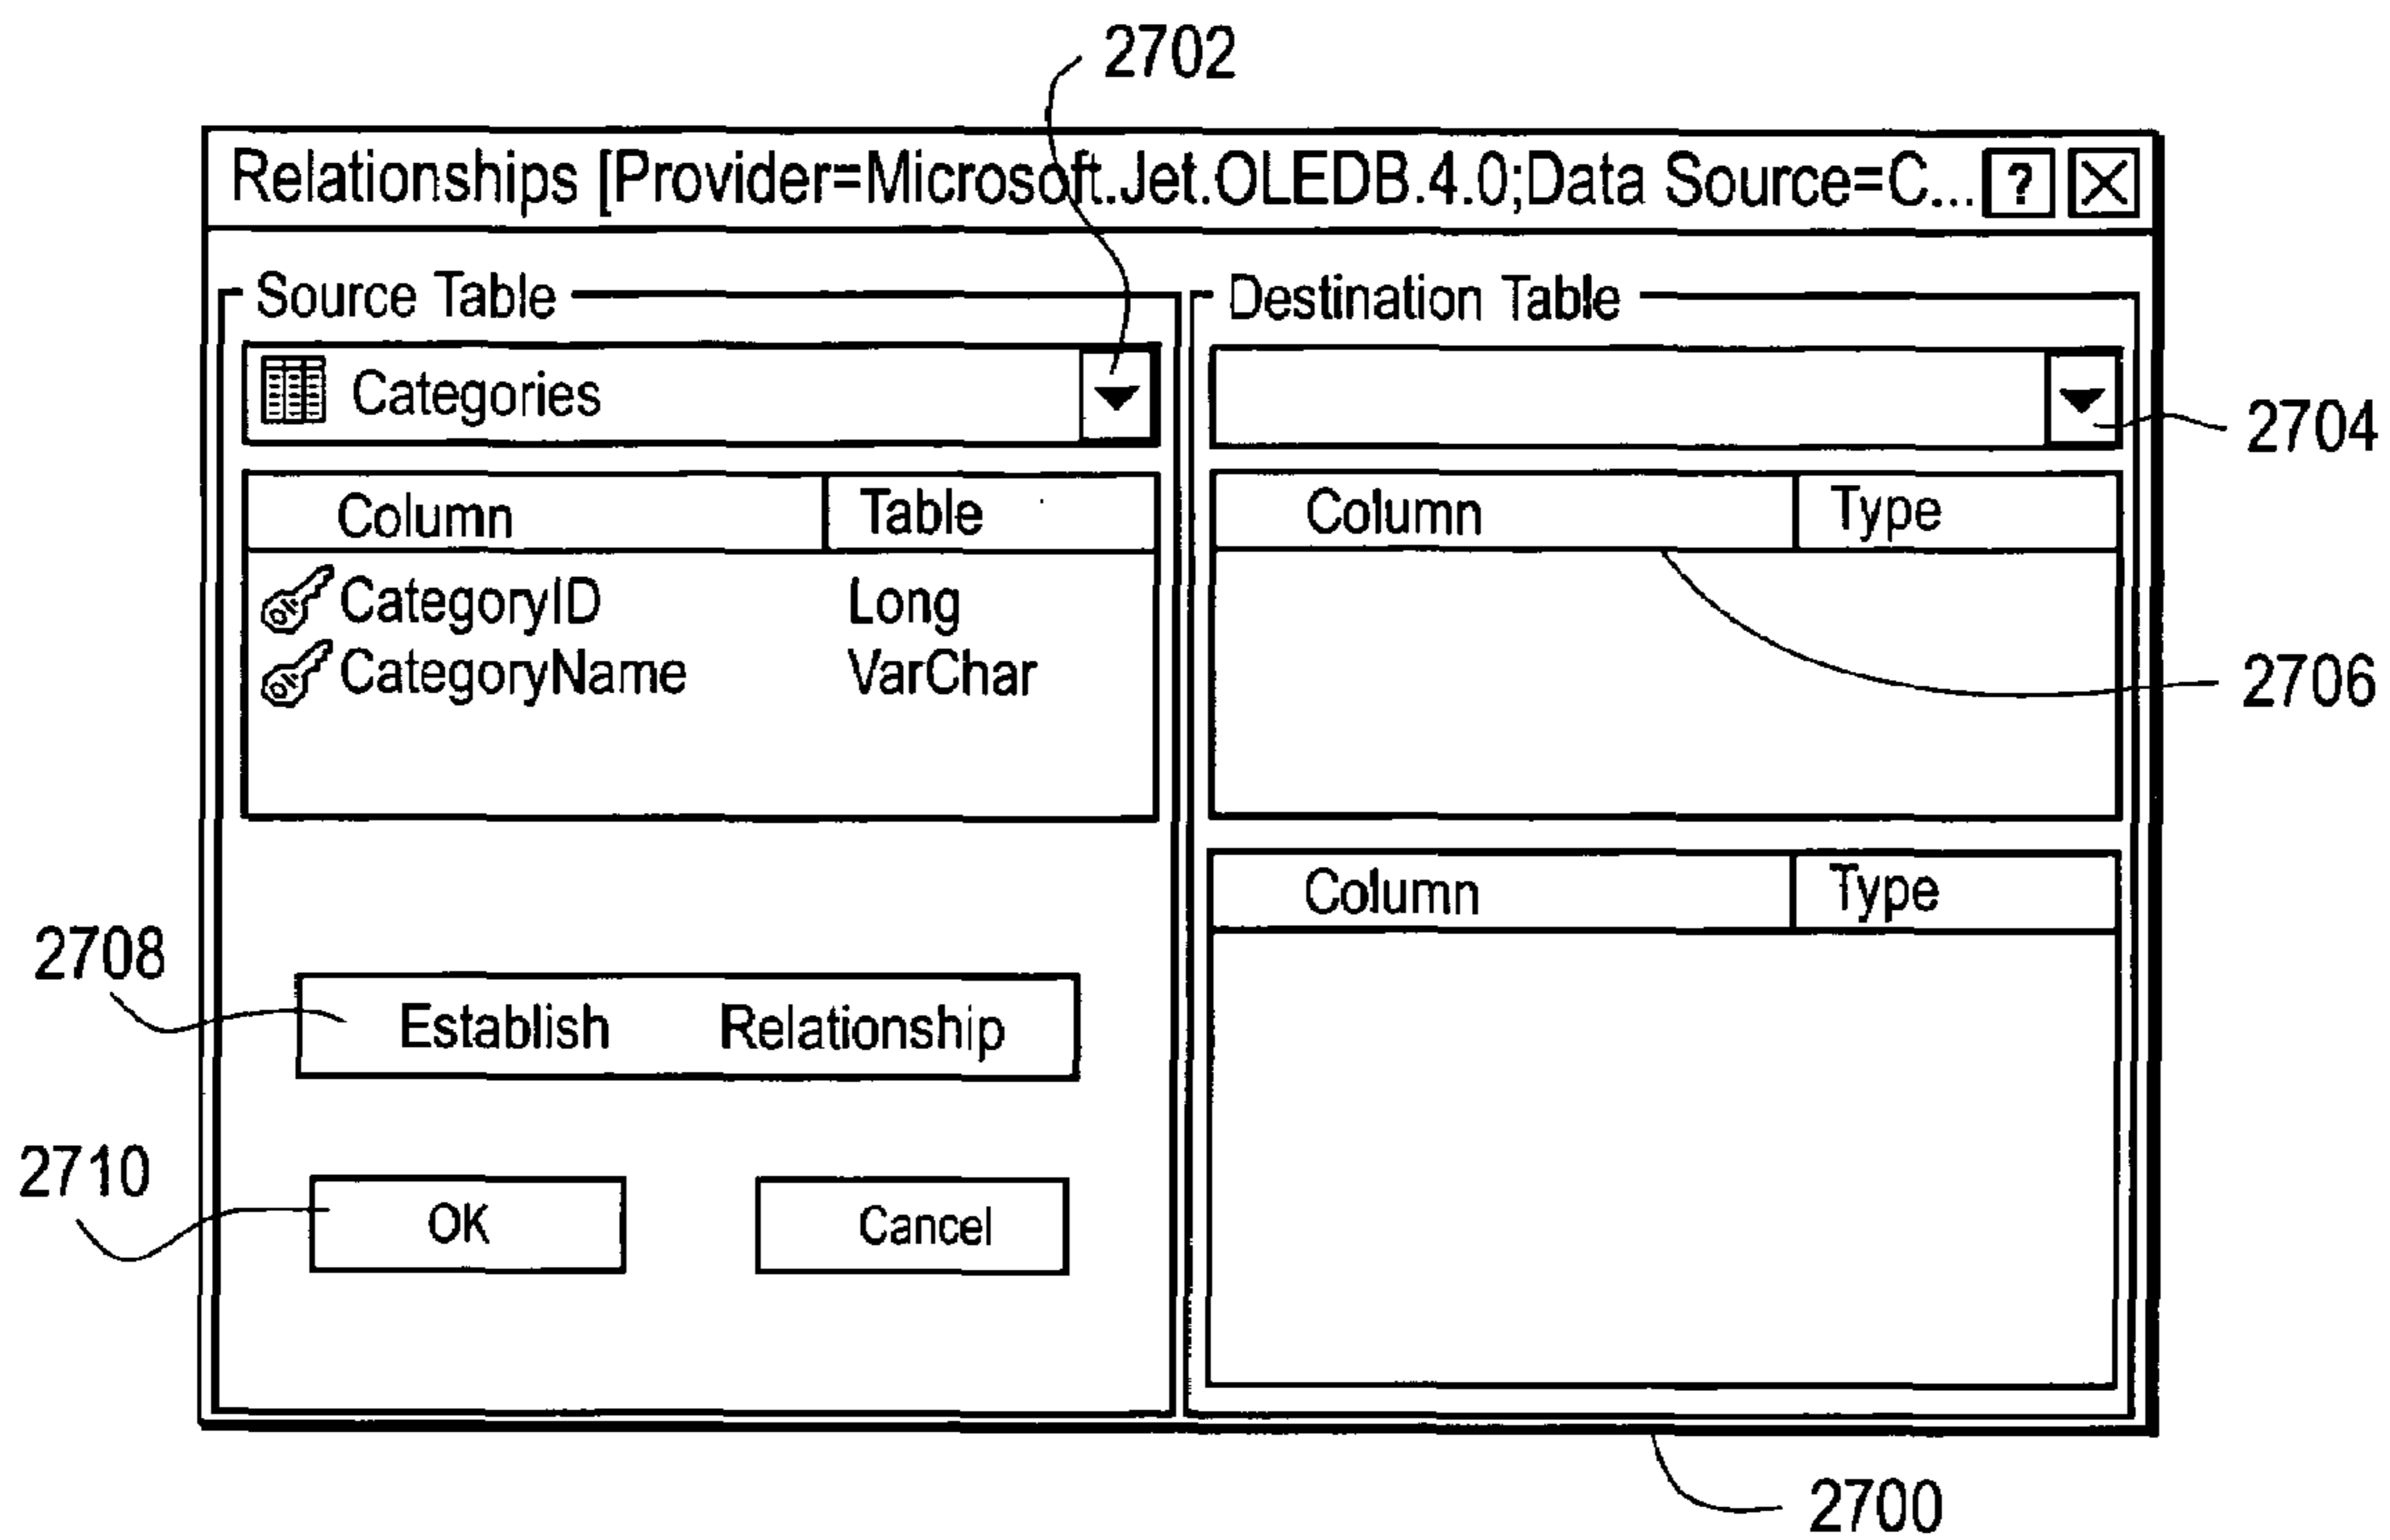 2702
Relationships [Provider=Microsoft.Jet.OLEDB.4.0;Data Source=C... ? X
Source Table
Destination Table
Categories
2704
Column Table
Column Type
CategoryID Long
CategoryName VarChar
2706
Column Type
2708
Establish Relationship
2710
OK Cancel
2700